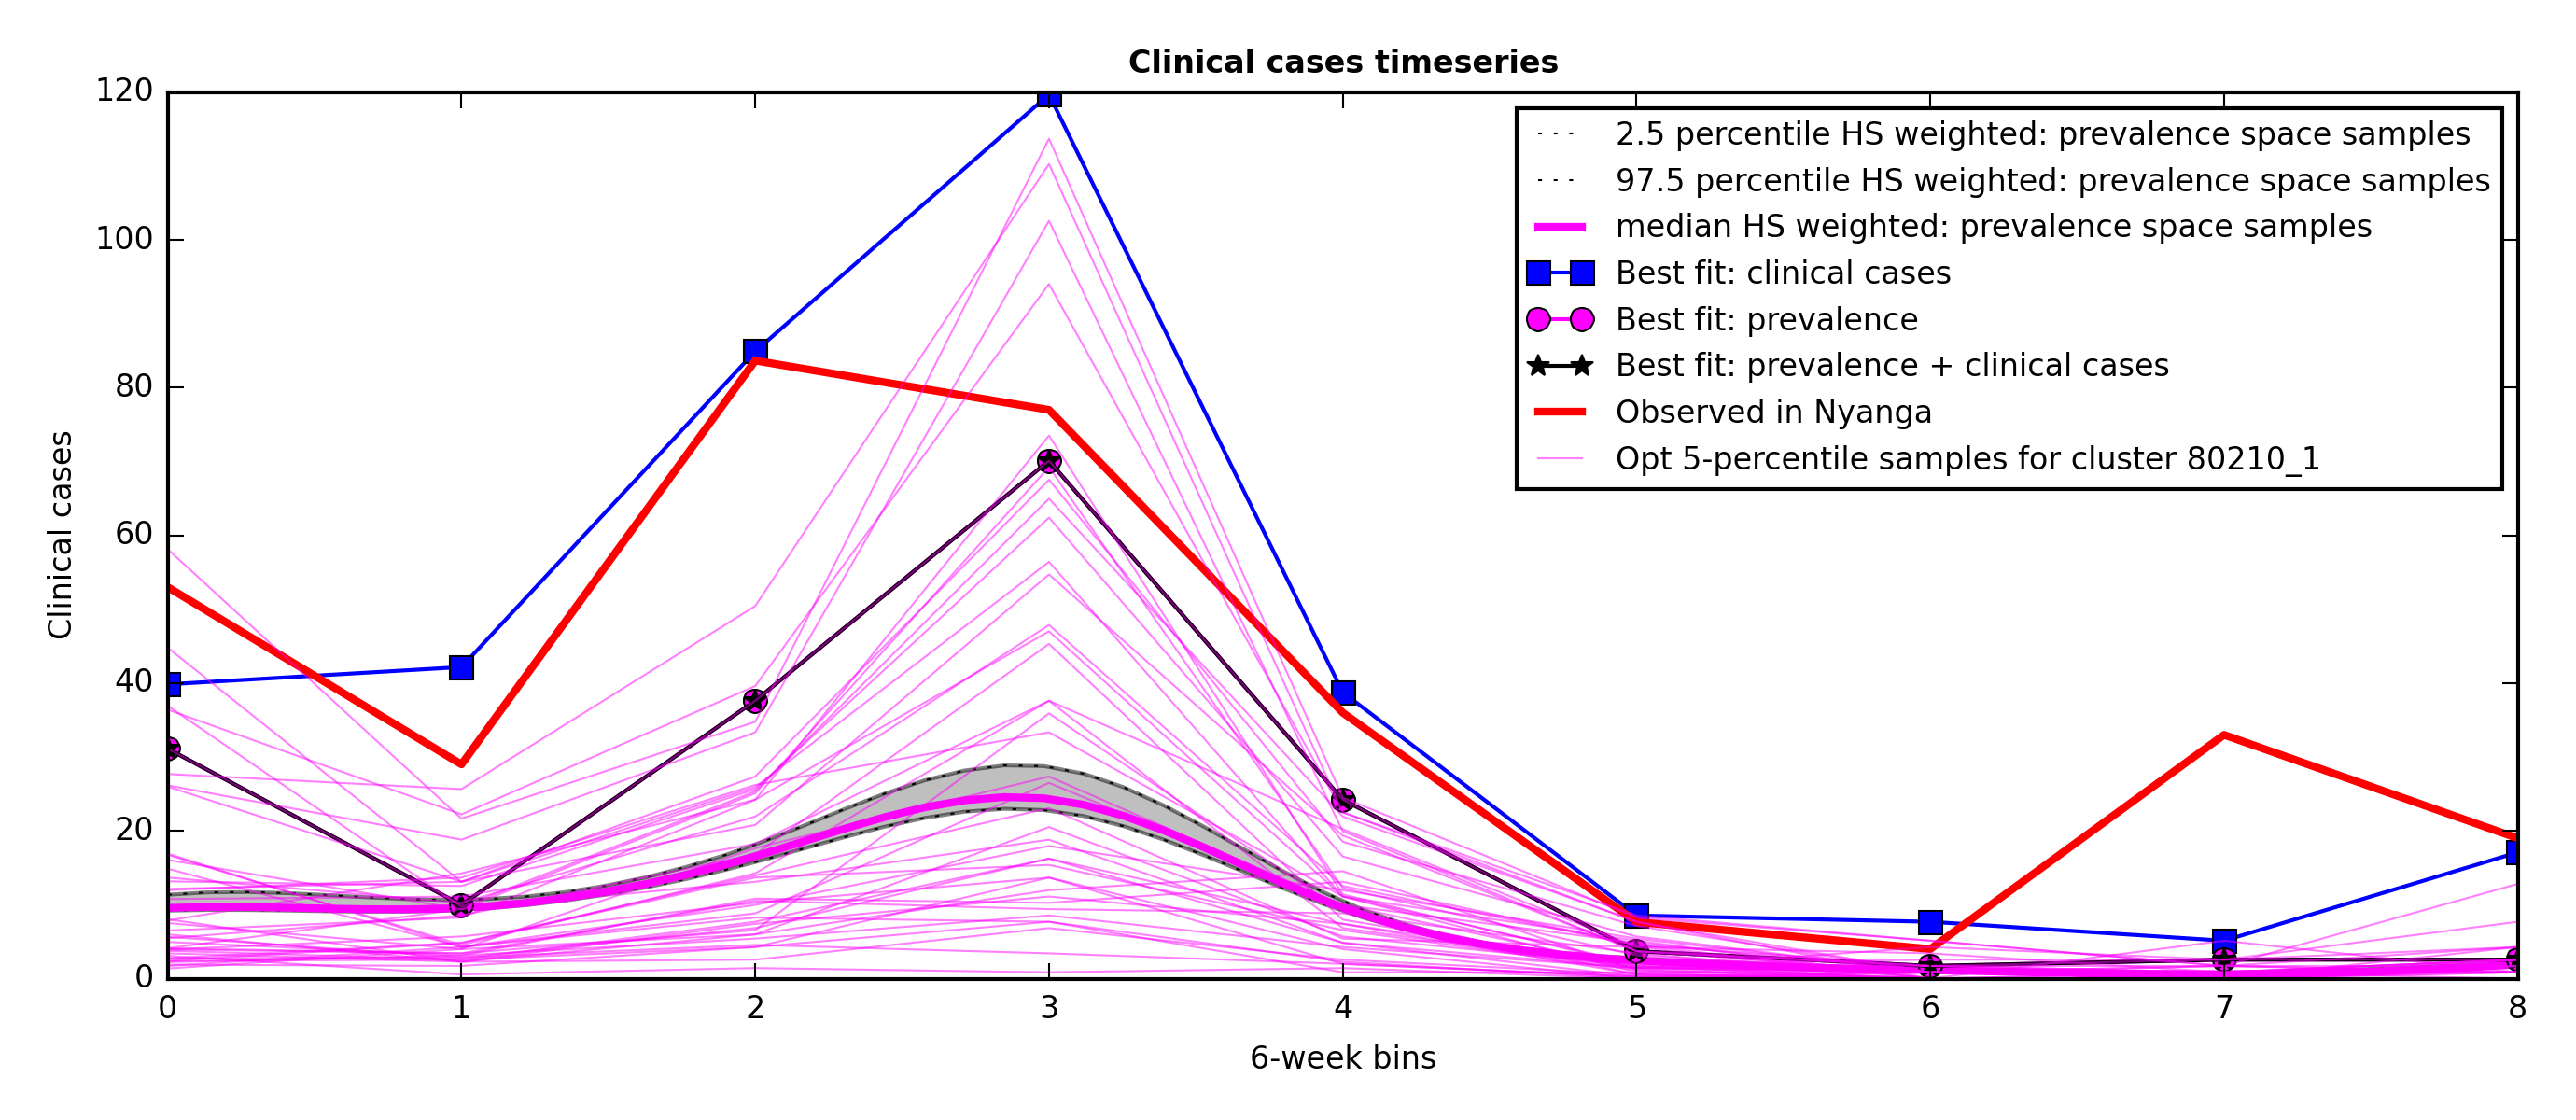 Clinical cases timeseries
120
100
80
60
40
20
0
Clinical cases
2.5 percentile HS weighted: prevalence space samples
97.5 percentile HS weighted: prevalence space samples
median HS weighted: prevalence space samples
Best fit: clinical cases
Best fit: prevalence
Best fit: prevalence + clinical cases
Observed in Nyanga
Opt 5-percentile samples for cluster 80210_1
0 1 2 3 4 5 6 7 8
6-week bins